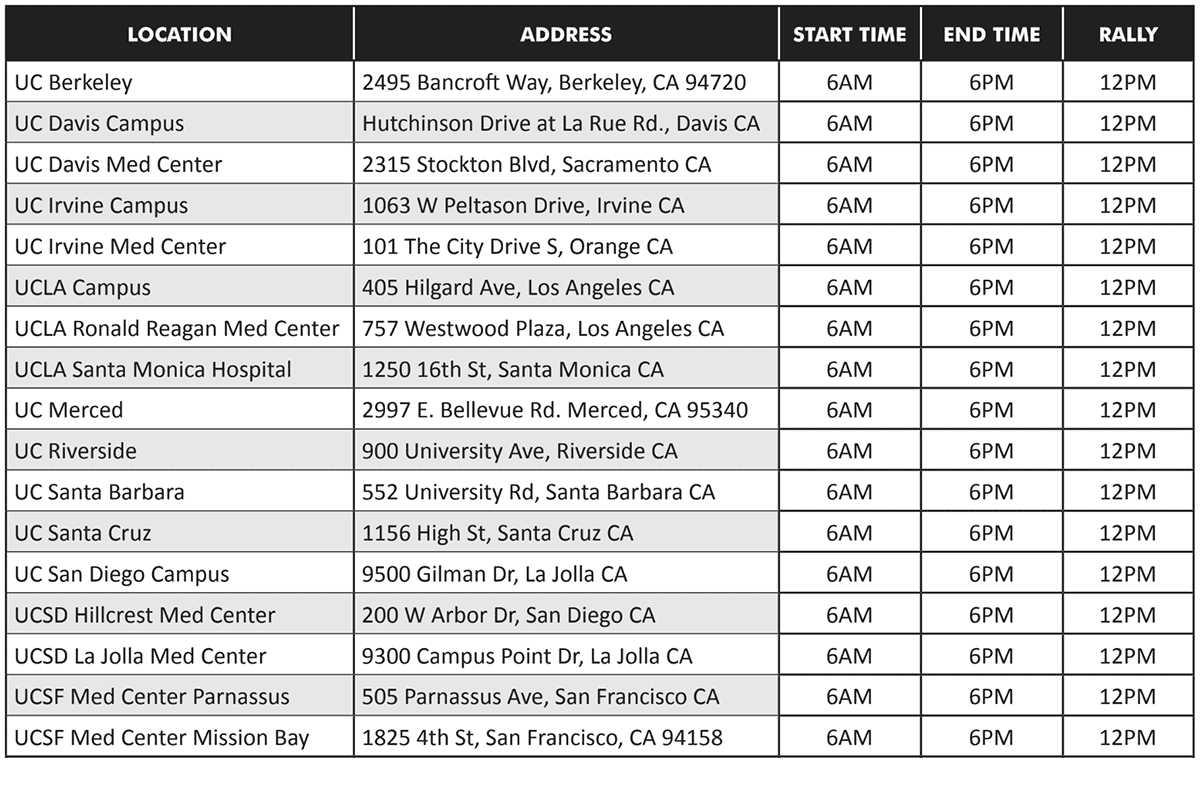 LOCATION ADDRESS START TIME END TIME RALLY
UC Berkeley 2495 Bancroft Way, Berkeley, CA 94720 6AM 6PM 12PM
UC Davis Campus Hutchinson Drive at La Rue Rd., Davis CA 6AM 6PM 12PM
UC Davis Med Center 2315 Stockton Blvd, Sacramento CA 6AM 6PM 12PM
UC Irvine Campus 1063 W Peltason Drive, Irvine CA 6AM 6PM 12PM
UC Irvine Med Center 101 The City Drive S, Orange CA 6AM 6PM 12PM
UCLA Campus 405 Hilgard Ave, Los Angeles CA 6AM 6PM 12PM
UCLA Ronald Reagan Med Center 757 Westwood Plaza, Los Angeles CA 6AM 6PM 12PM
UCLA Santa Monica Hospital 1250 16th St, Santa Monica CA 6AM 6PM 12PM
UC Merced 2997 E. Bellevue Rd. Merced, CA 95340 6AM 6PM 12PM
UC Riverside 900 University Ave, Riverside CA 6AM 6PM 12PM
UC Santa Barbara 552 University Rd, Santa Barbara CA 6AM 6PM 12PM
UC Santa Cruz 1156 High St, Santa Cruz CA 6AM 6PM 12PM
UC San Diego Campus 9500 Gilman Dr, La Jolla CA 6AM 6PM 12PM
UCSD Hillcrest Med Center 200 W Arbor Dr, San Diego CA 6AM 6PM 12PM
UCSD La Jolla Med Center 9300 Campus Point Dr, La Jolla CA 6AM 6PM 12PM
UCSF Med Center Parnassus 505 Parnassus Ave, San Francisco CA 6AM 6PM 12PM
UCSF Med Center Mission Bay 1825 4th St, San Francisco, CA 94158 6AM 6PM 12PM